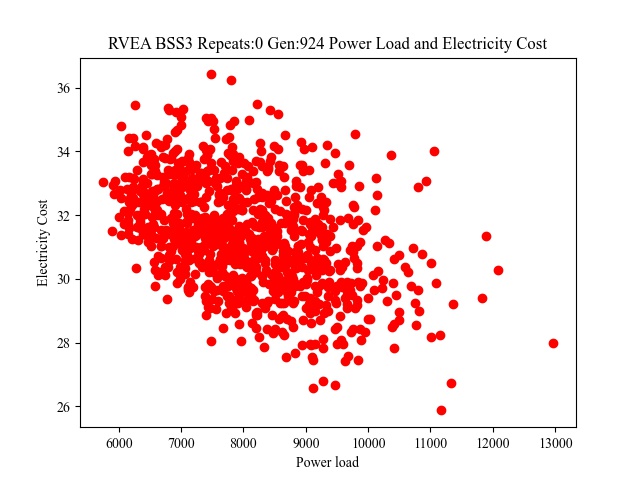 RVEA BSS3 Repeats:0 Gen:924 Power Load and Electricity Cost
36
34
32
30
28
26
Electricity Cost
6000 7000 8000 9000 10000 11000 12000 13000
Power load